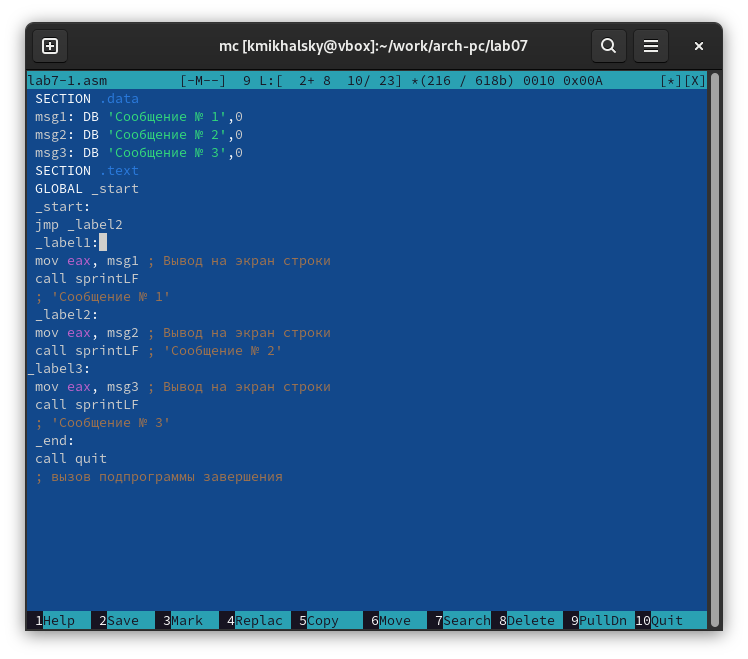 mc [kmikhalsky@vbox]:~/work/arch-pc/lab07
lab7-1.asm [-M--] 9 L:[ 2+ 8 10/ 23] *(216 / 618b) 0010 0x00A [*][X]
SECTION .data
msg1: DB 'Сообщение № 1',0
msg2: DB 'Сообщение № 2',0
msg3: DB 'Сообщение № 3',0
SECTION .text
GLOBAL _start
_start:
jmp _label2
_label1:
mov eax, msg1 ; Вывод на экран строки
call sprintLF
; 'Сообщение № 1'
_label2:
mov eax, msg2 ; Вывод на экран строки
call sprintLF ; 'Сообщение № 2'
_label3:
mov eax, msg3 ; Вывод на экран строки
call sprintLF
; 'Сообщение № 3'
_end:
call quit
; вызов подпрограммы завершения
1Help 2Save 3Mark 4Replac 5Copy 6Move 7Search 8Delete 9PullDn 10Quit